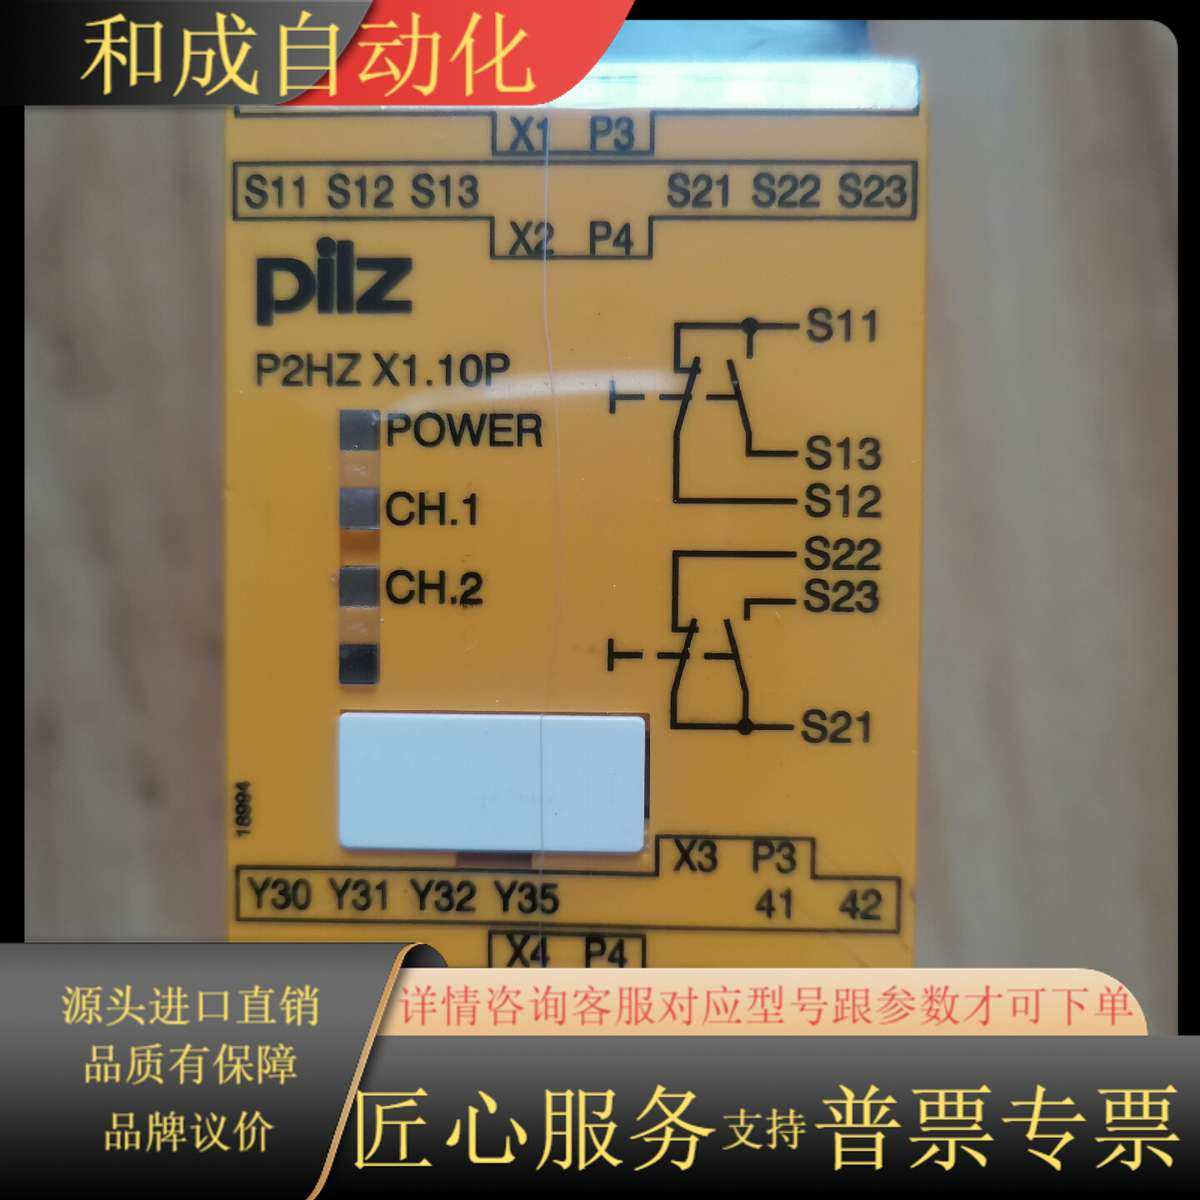 和成自动化
X1 P3
S11 S12 S13 S21 S22 S23
X2 P4
pilz
P2HZ X1.10P
POWER
CH.1
CH.2
S11
S13
S12
S22
S23
S21
18994
X3 P3
Y30 Y31 Y32 Y35 41 42
X4 P4
源头进口直销
品质有保障
品牌议价
详情咨询客服对应型号跟参数才可下单
匠心服务支持普票专票